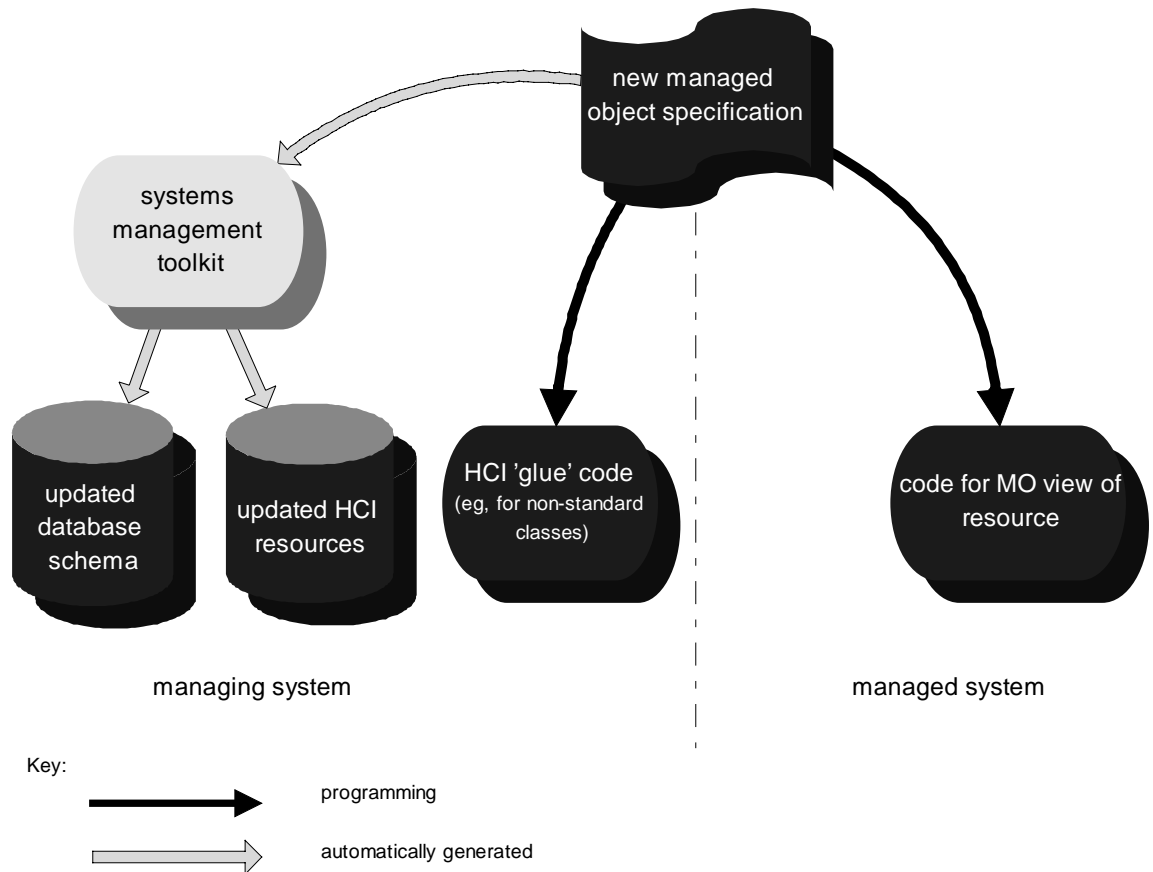 new managed
object specification
systems
management
toolkit
updated
database
schema
updated HCI
resources
HCI 'glue' code
(eg, for non-standard
classes)
code for MO view of
resource
managing system
managed system
Key:
programming
automatically generated